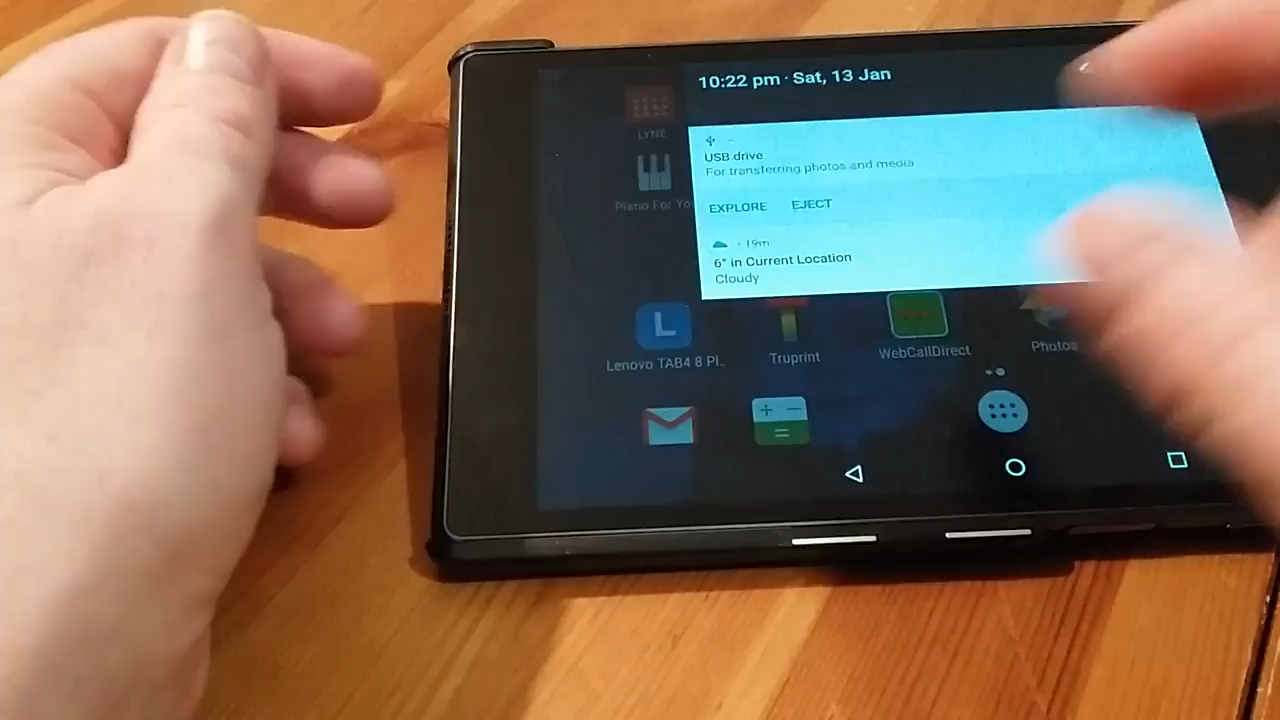 10:22 pm · Sat, 13 Jan
LYNE
USB drive
For transferring photos and media
Piano For Yo
EXPLORE EJECT
· 19m
6° in Current Location
Cloudy
Lenovo TAB4 8 Pl..
Truprint
WebCallDirect
Photos